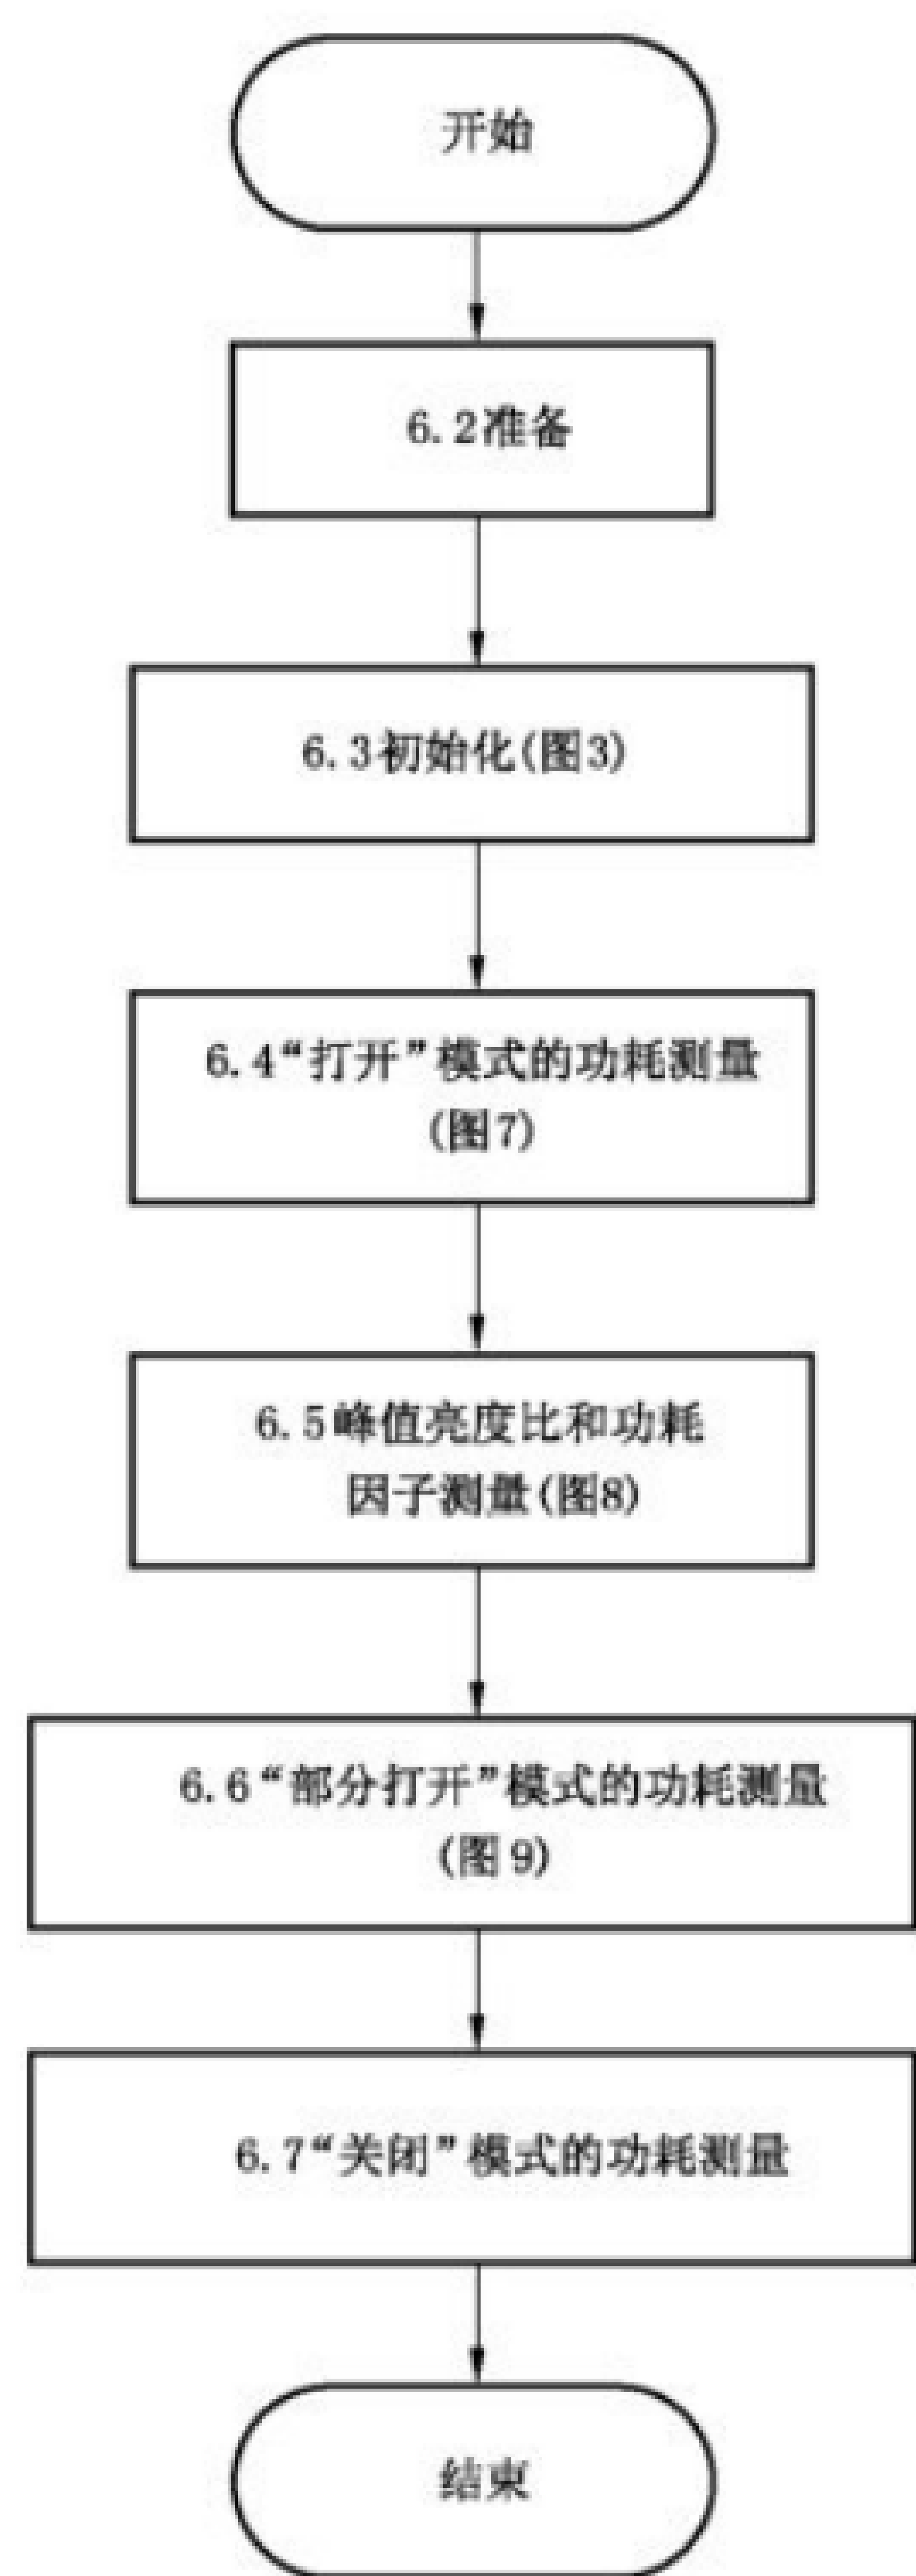 开始
6.2准备
6.3初始化(图3)
6.4“打开”模式的功耗测量
(图7)
6.5峰值亮度比和功耗
因子测量(图8)
6.6“部分打开”模式的功耗测量
(图9)
6.7“关闭”模式的功耗测量
结束